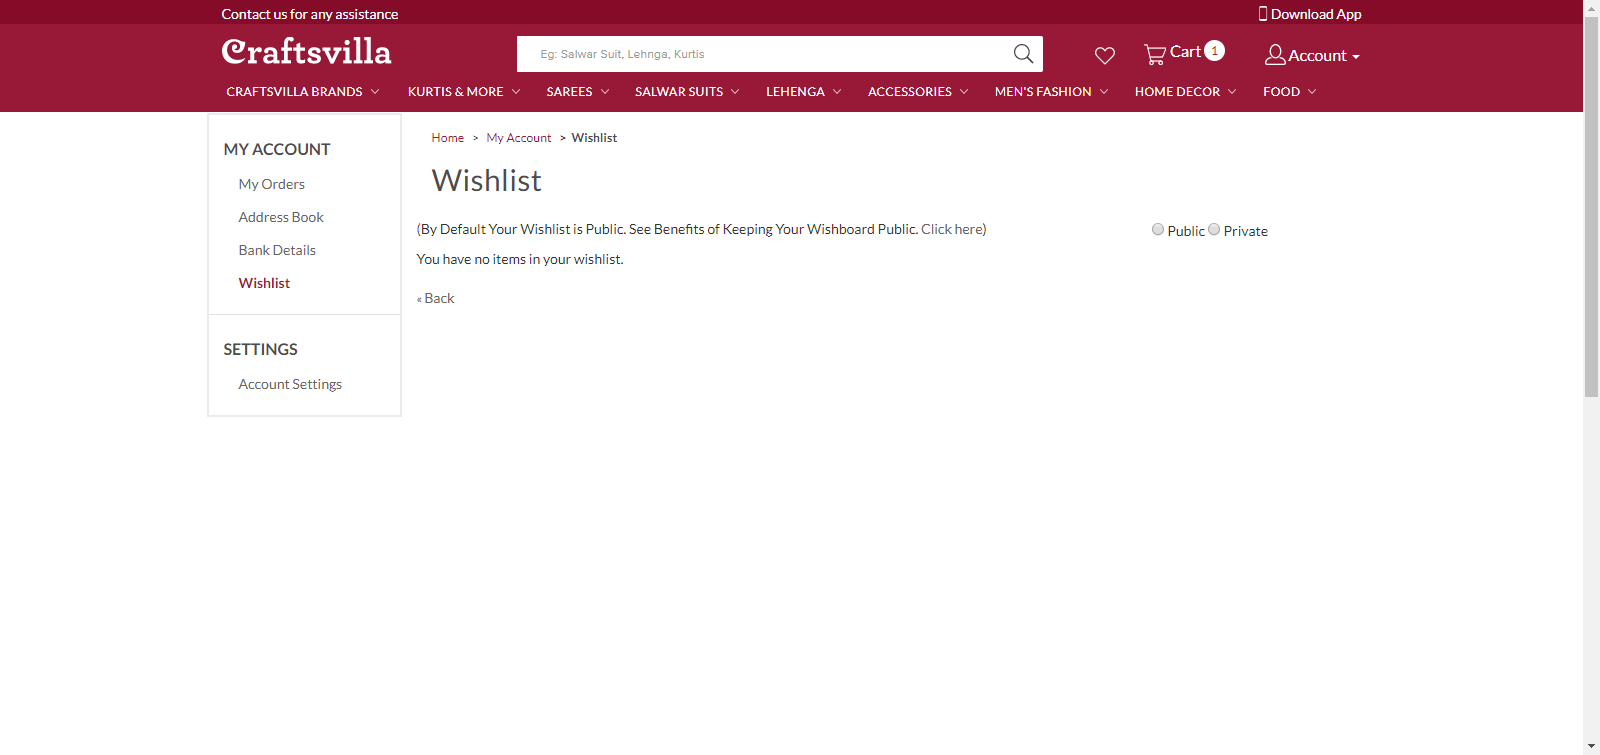 Contact us for any assistance
Download App
Craftsvilla
Eg: Salwar Suit, Lehnga, Kurtis
Cart 1
Account
CRAFTSVILLA BRANDS KURTIS & MORE SAREES SALWAR SUITS LEHENGA ACCESSORIES MEN'S FASHION HOME DECOR FOOD
MY ACCOUNT
My Orders
Address Book
Bank Details
Wishlist
SETTINGS
Account Settings
Home > My Account > Wishlist
Wishlist
(By Default Your Wishlist is Public. See Benefits of Keeping Your Wishboard Public. Click here)
Public Private
You have no items in your wishlist.
« Back